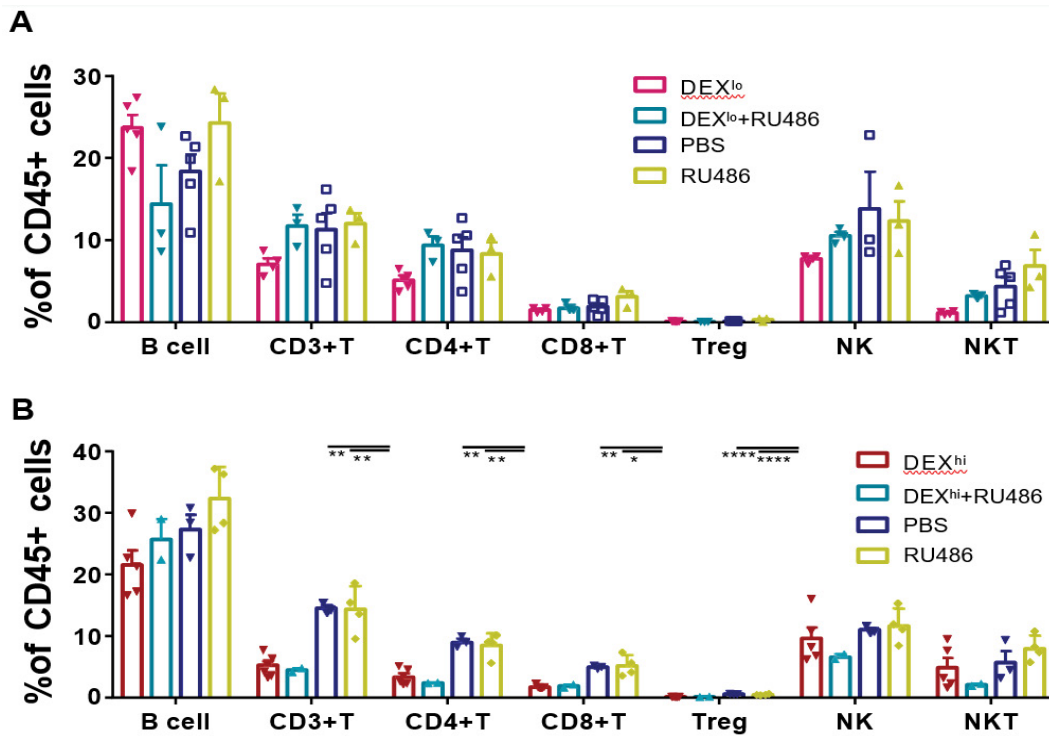 A
%of CD45+ cells
30
20
10
0
DEXlo
DEXlo+RU486
PBS
RU486
B cell CD3+T CD4+T CD8+T Treg NK NKT
B
%of CD45+ cells
40
30
20
10
0
** ** ** ** ** * **** ****
DEXhi
DEXhi+RU486
PBS
RU486
B cell CD3+T CD4+T CD8+T Treg NK NKT